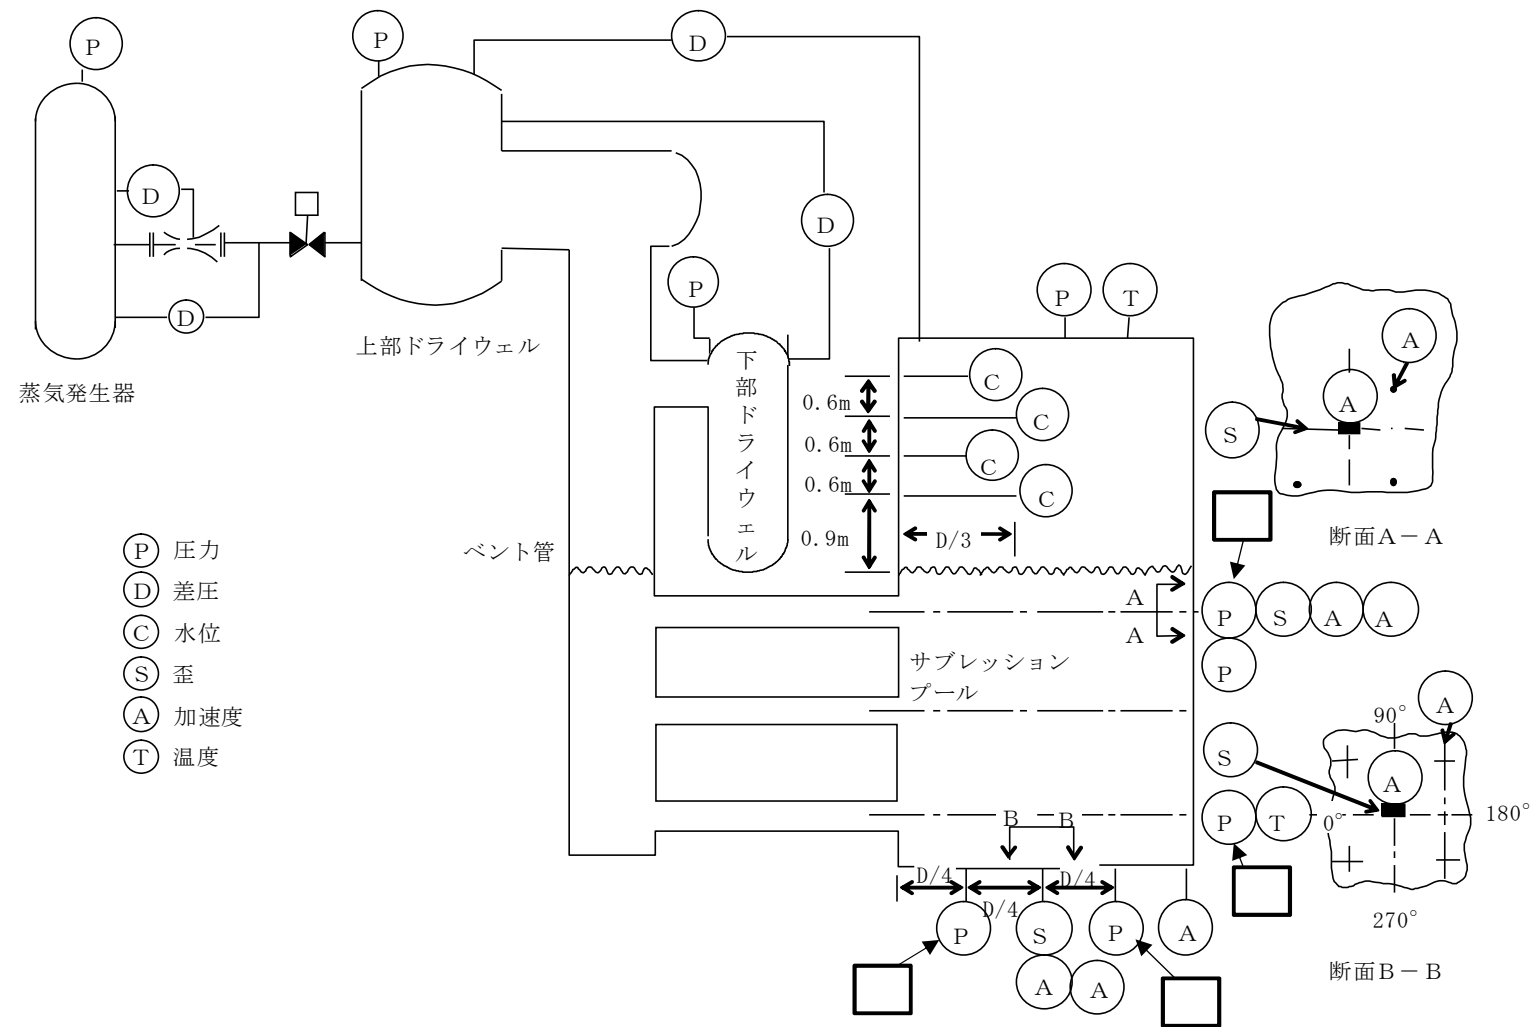 P
P
D
D
D
P
D
上部ドライウェル
蒸気発生器
下部ドライウェル
P
T
C
C
C
C
0.6m
0.6m
0.6m
0.9m
D/3
ベント管
A
A
サブレッション
プール
P 圧力
D 差圧
C 水位
S 歪
A 加速度
T 温度
A
A
S
断面A-A
P
S
A
A
P
A
90°
S
A
P
T
0°
180°
270°
断面B-B
B
B
D/4
D/4
D/4
P
S
P
A
A
A